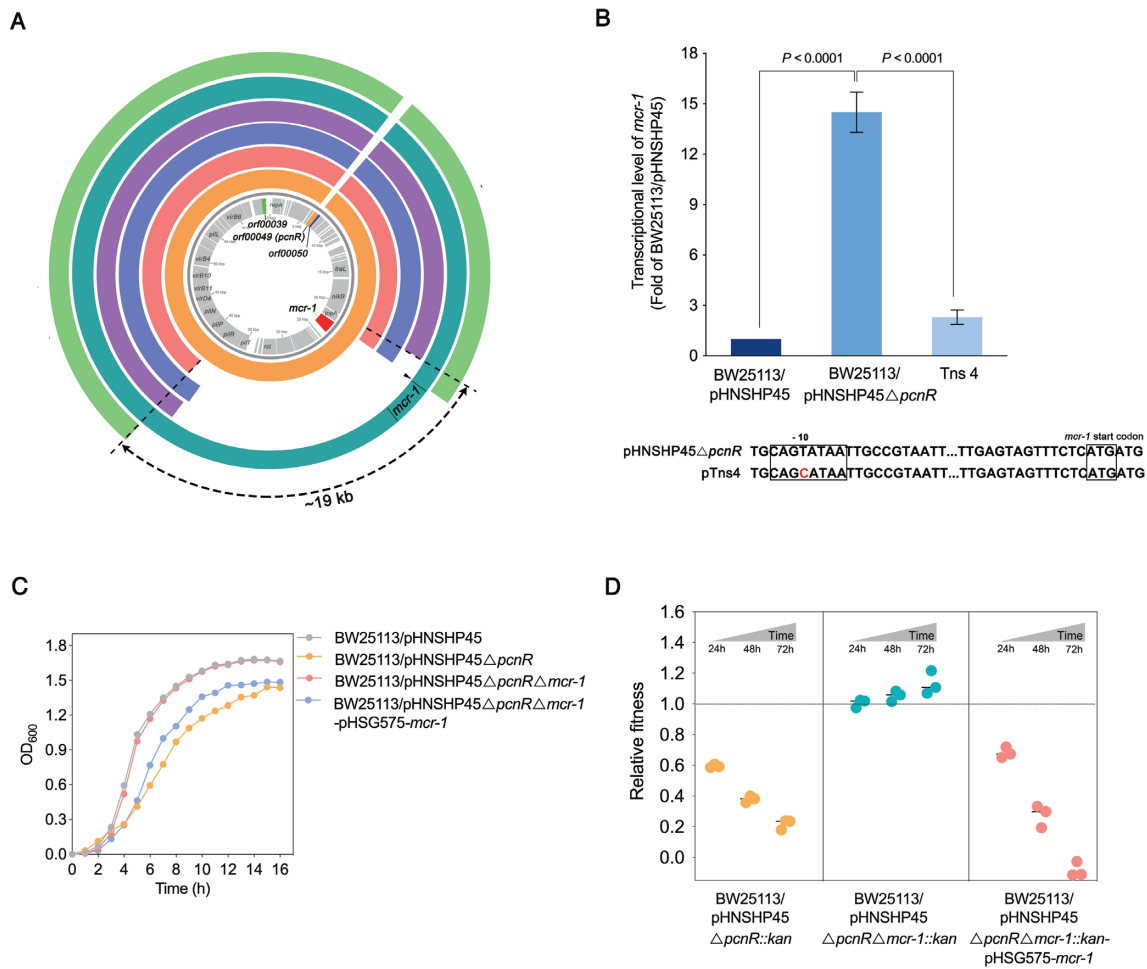 A
virB6
repA
orf00039
orf00049 (pcnR)
orf00050
pilL
virB4
virB10
virB11
virD4
pilN
pilP
pilR
pilT
rci
traL
nikB
mcr-1
mcr-1
~19 kb
B
18
15
12
9
6
3
0
Transcriptional level of mcr-1
(Fold of BW25113/pHNSHP45)
P < 0.0001
P < 0.0001
BW25113/
pHNSHP45
BW25113/
pHNSHP45△pcnR
Tns 4
- 10
mcr-1 start codon
pHNSHP45△pcnR TGCAGTATAATTGCCGTAATT...TTGAGTAGTTTCTCATGATG
pTns4 TGCAGCATAATTGCCGTAATT...TTGAGTAGTTTCTCATGATG
C
1.8
1.5
1.2
0.9
0.6
0.3
0.0
OD600
0 2 4 6 8 10 12 14 16
Time (h)
BW25113/pHNSHP45
BW25113/pHNSHP45△pcnR
BW25113/pHNSHP45△pcnR△mcr-1
BW25113/pHNSHP45△pcnR△mcr-1
-pHSG575-mcr-1
D
1.6
1.4
1.2
1.0
0.8
0.6
0.4
0.2
0.0
Relative fitness
Time
24h 48h 72h
Time
24h 48h 72h
Time
24h 48h 72h
BW25113/
pHNSHP45
△pcnR::kan
BW25113/
pHNSHP45
△pcnR△mcr-1::kan
BW25113/
pHNSHP45
△pcnR△mcr-1::kan-
pHSG575-mcr-1